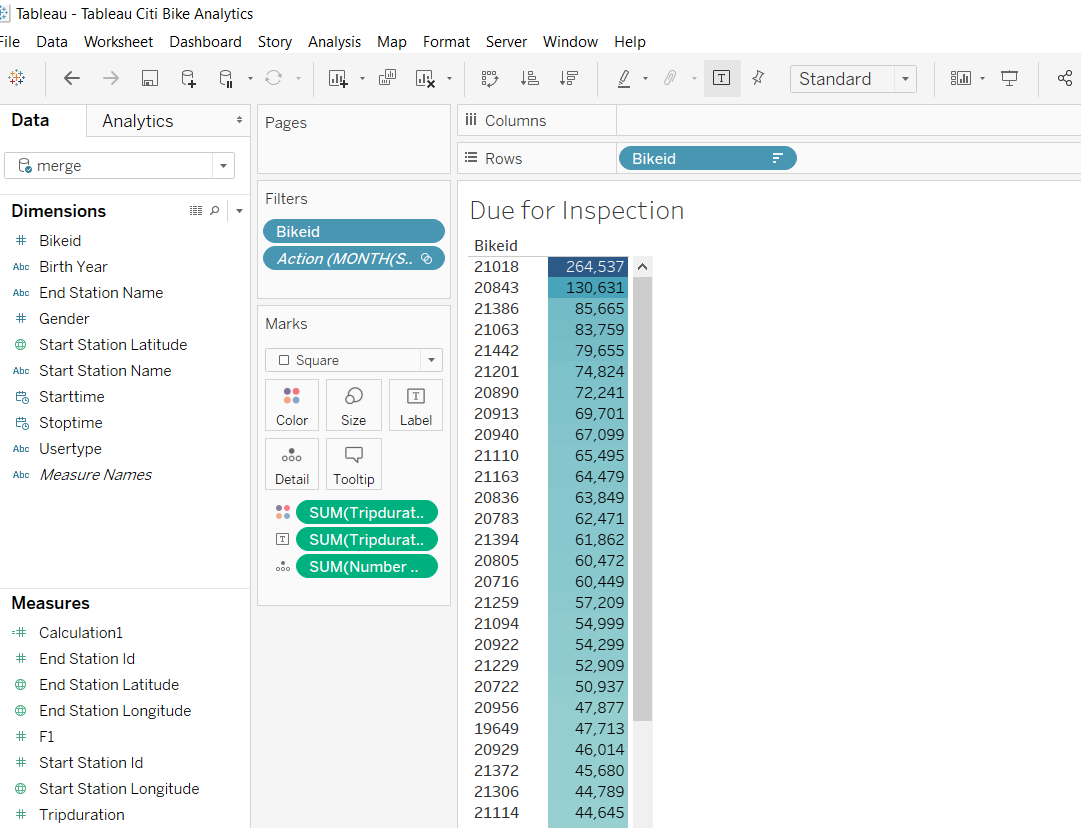 Tableau - Tableau Citi Bike Analytics
File Data Worksheet Dashboard Story Analysis Map Format Server Window Help
T Standard
Data Analytics
merge
Dimensions
# Bikeid
Abc Birth Year
Abc End Station Name
# Gender
Start Station Latitude
Abc Start Station Name
Starttime
Stoptime
Abc Usertype
Abc Measure Names
Measures
=# Calculation1
# End Station Id
End Station Latitude
End Station Longitude
# F1
# Start Station Id
Start Station Longitude
# Tripduration
Pages
Filters
Bikeid
Action (MONTH(S..
Marks
Square
Color Size T Label
Detail Tooltip
SUM(Tripdurat..
T SUM(Tripdurat..
SUM(Number ..
iii Columns
Rows Bikeid
Due for Inspection
Bikeid
21018 264,537
20843 130,631
21386 85,665
21063 83,759
21442 79,655
21201 74,824
20890 72,241
20913 69,701
20940 67,099
21110 65,495
21163 64,479
20836 63,849
20783 62,471
21394 61,862
20805 60,472
20716 60,449
21259 57,209
21094 54,999
20922 54,299
21229 52,909
20722 50,937
20956 47,877
19649 47,713
20929 46,014
21372 45,680
21306 44,789
21114 44,645